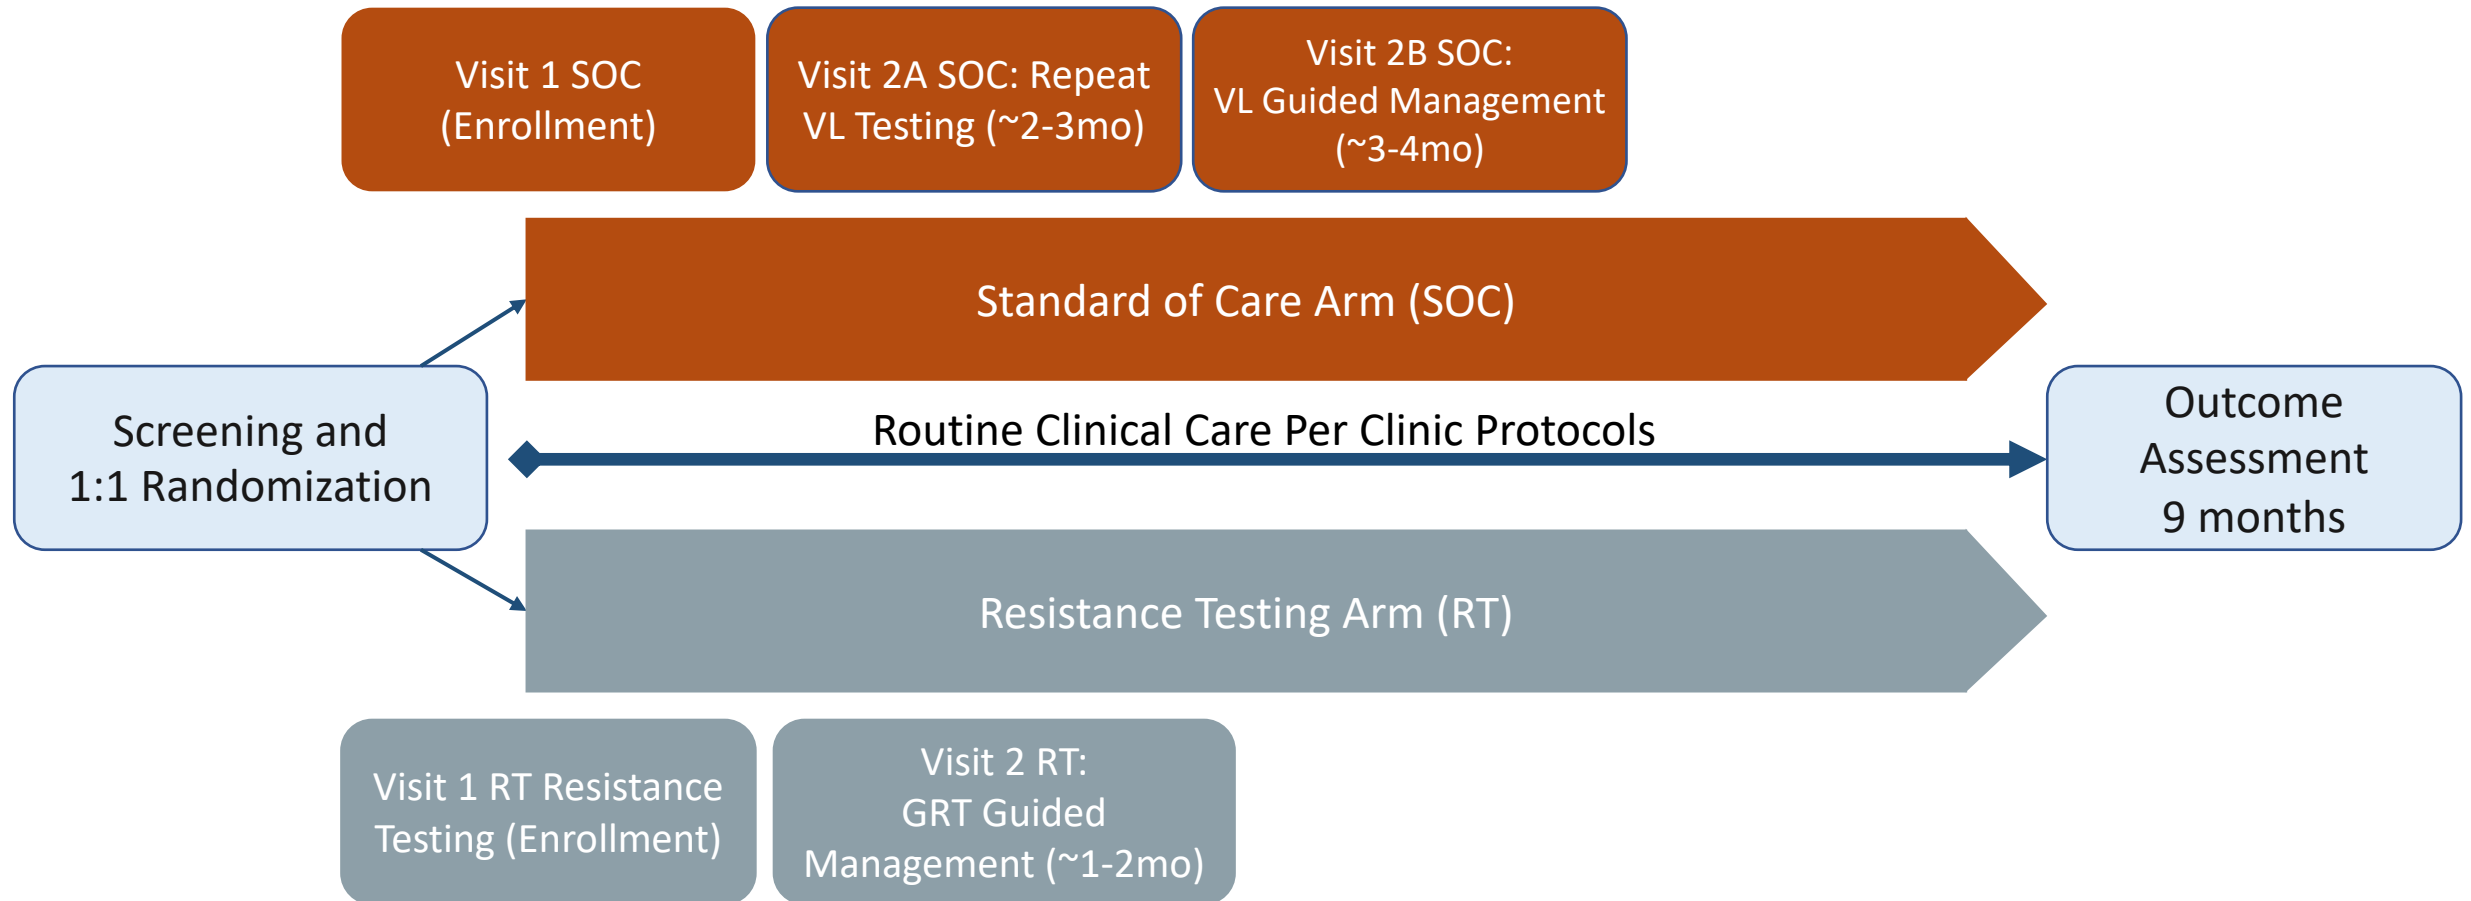 Visit 1 SOC
(Enrollment)
Visit 2A SOC: Repeat
VL Testing (~2-3mo)
Visit 2B SOC:
VL Guided Management
(~3-4mo)
Standard of Care Arm (SOC)
Screening and
1:1 Randomization
Routine Clinical Care Per Clinic Protocols
Outcome
Assessment
9 months
Resistance Testing Arm (RT)
Visit 1 RT Resistance
Testing (Enrollment)
Visit 2 RT:
GRT Guided
Management (~1-2mo)